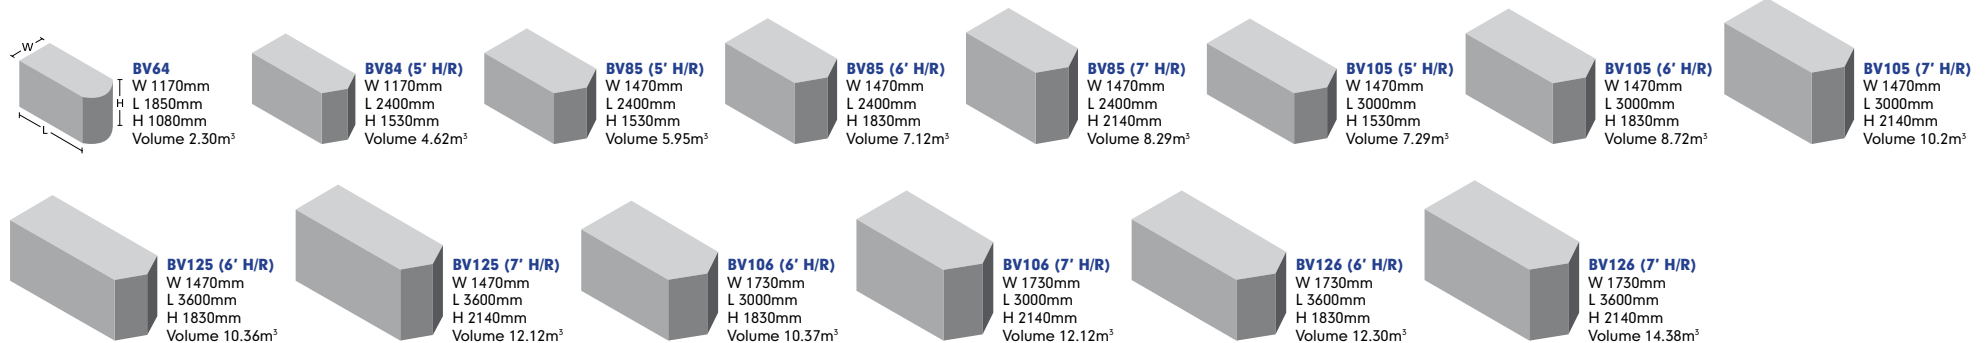 W
H
L
BV64
W 1170mm
L 1850mm
H 1080mm
Volume 2.30m³
BV84 (5' H/R)
W 1170mm
L 2400mm
H 1530mm
Volume 4.62m³
BV85 (5' H/R)
W 1470mm
L 2400mm
H 1530mm
Volume 5.95m³
BV85 (6' H/R)
W 1470mm
L 2400mm
H 1830mm
Volume 7.12m³
BV85 (7' H/R)
W 1470mm
L 2400mm
H 2140mm
Volume 8.29m³
BV105 (5' H/R)
W 1470mm
L 3000mm
H 1530mm
Volume 7.29m³
BV105 (6' H/R)
W 1470mm
L 3000mm
H 1830mm
Volume 8.72m³
BV105 (7' H/R)
W 1470mm
L 3000mm
H 2140mm
Volume 10.2m³
BV125 (6' H/R)
W 1470mm
L 3600mm
H 1830mm
Volume 10.36m³
BV125 (7' H/R)
W 1470mm
L 3600mm
H 2140mm
Volume 12.12m³
BV106 (6' H/R)
W 1730mm
L 3000mm
H 1830mm
Volume 10.37m³
BV106 (7' H/R)
W 1730mm
L 3000mm
H 2140mm
Volume 12.12m³
BV126 (6' H/R)
W 1730mm
L 3600mm
H 1830mm
Volume 12.30m³
BV126 (7' H/R)
W 1730mm
L 3600mm
H 2140mm
Volume 14.38m³